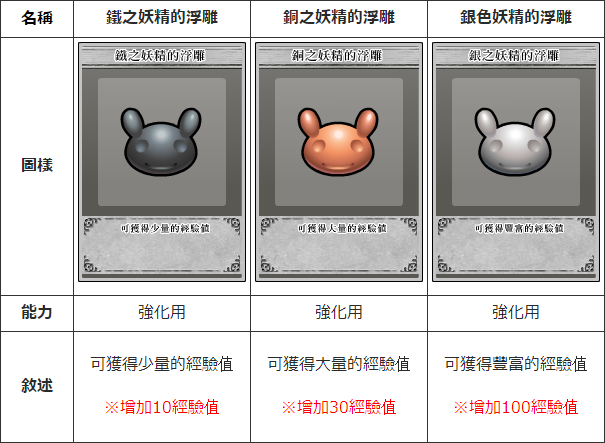 名稱 鐵之妖精的浮雕 銅之妖精的浮雕 銀色妖精的浮雕
圖樣
鐵之妖精的浮雕 銅之妖精的浮雕 銀之妖精的浮雕
可獲得少量的經驗值 可獲得大量的經驗值 可獲得豐富的經驗值
能力 強化用 強化用 強化用
敘述
可獲得少量的經驗值 可獲得大量的經驗值 可獲得豐富的經驗值
※增加10經驗值 ※增加30經驗值 ※增加100經驗值